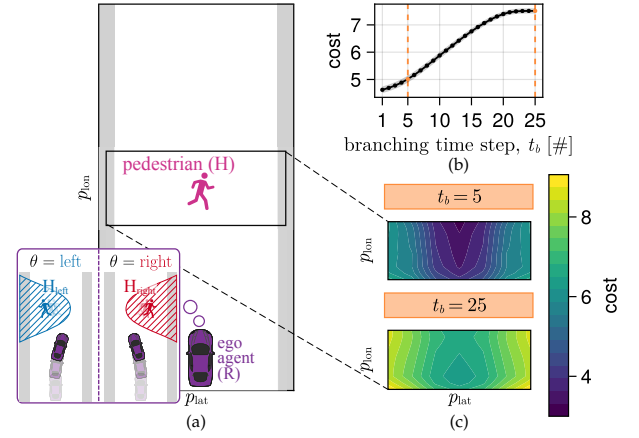 pedestrian (H)
p_lon
θ = left
θ = right
H_left
H_right
ego
agent
(R)
p_lat
(a)
cost
7
6
5
1
5
10
15
20
25
branching time step, t_b [#]
(b)
t_b = 5
p_lon
t_b = 25
p_lon
p_lat
(c)
8
6
4
cost